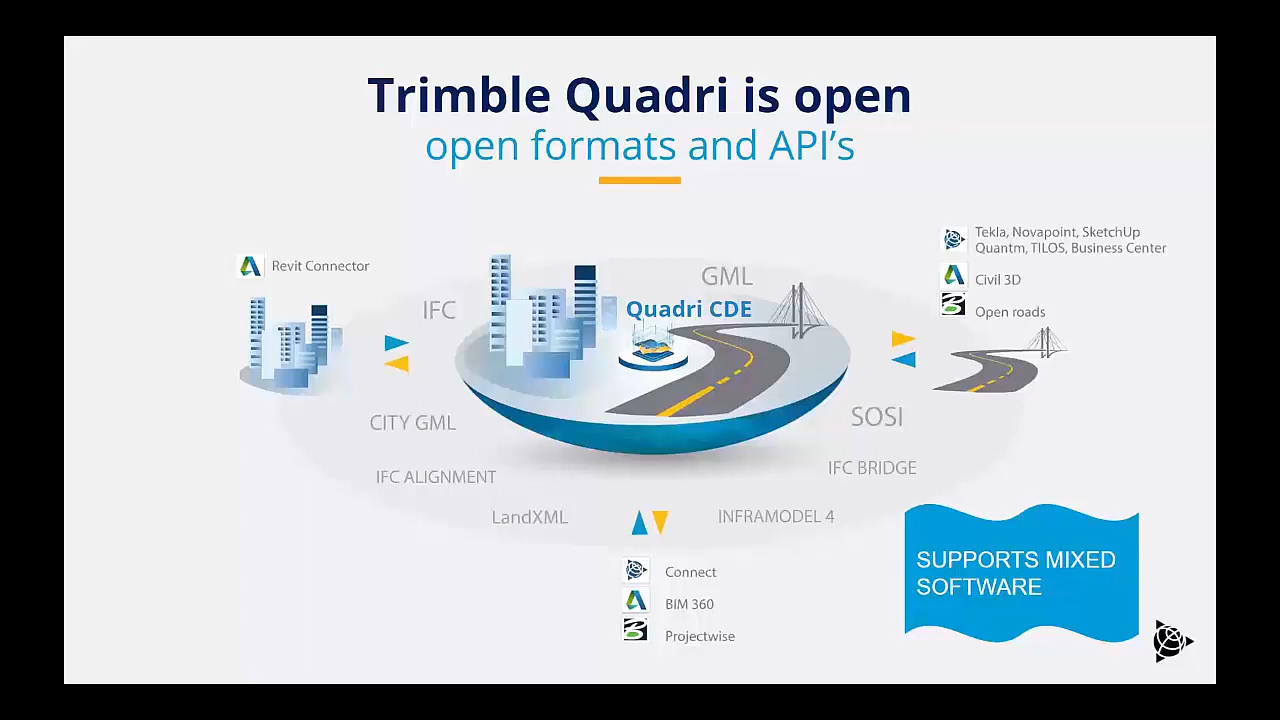 Trimble Quadri is open
open formats and API's
Tekla, Novapoint, SketchUp
Quantm, TILOS, Business Center
Revit Connector
GML
Civil 3D
IFC
Quadri CDE
Open roads
CITY GML
SOSI
IFC ALIGNMENT
IFC BRIDGE
LandXML
INFRAMODEL 4
SUPPORTS MIXED
SOFTWARE
Connect
BIM 360
Projectwise